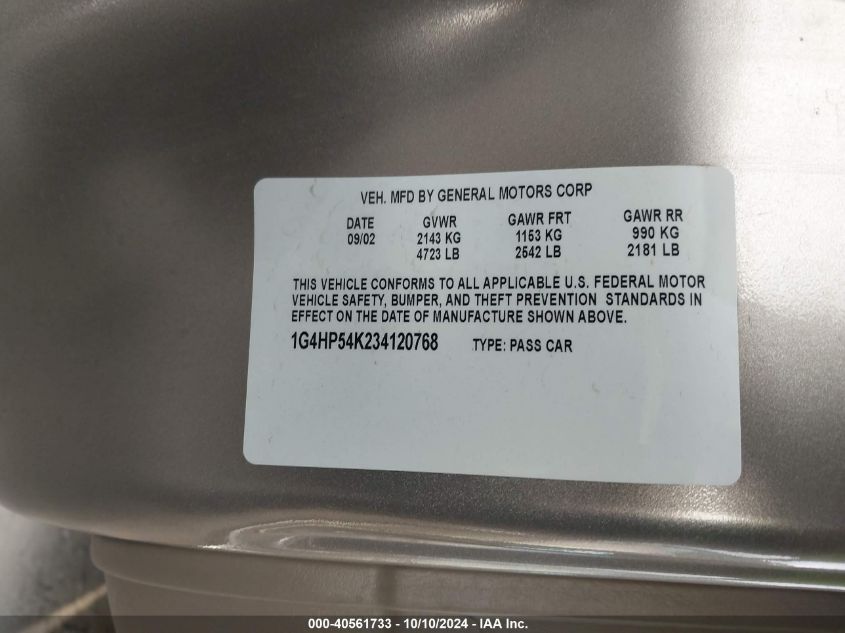 VEH. MFD BY GENERAL MOTORS CORP
DATE GVWR GAWR FRT GAWR RR
09/02 2143 KG 1153 KG 990 KG
4723 LB 2542 LB 2181 LB
THIS VEHICLE CONFORMS TO ALL APPLICABLE U.S. FEDERAL MOTOR
VEHICLE SAFETY, BUMPER, AND THEFT PREVENTION STANDARDS IN
EFFECT ON THE DATE OF MANUFACTURE SHOWN ABOVE.
1G4HP54K234120768 TYPE: PASS CAR
000-40561733 - 10/10/2024 - IAA Inc.